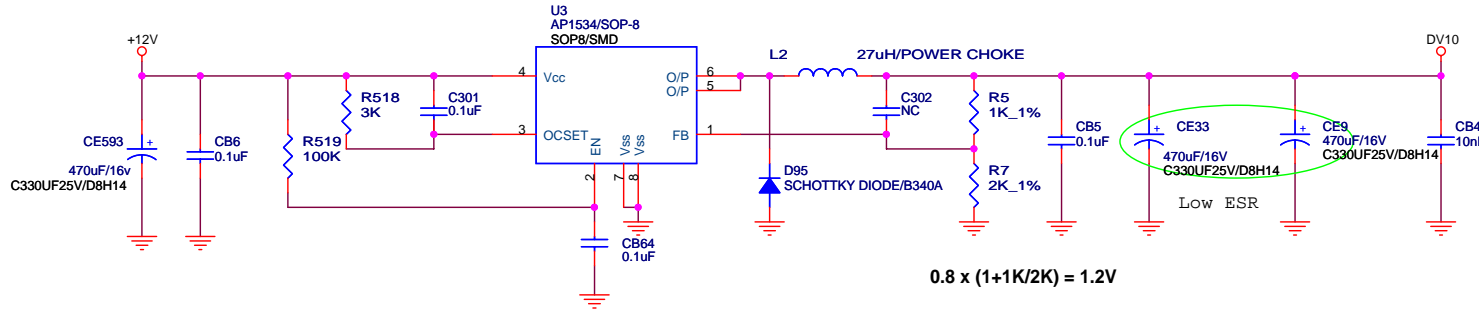 U3
AP1534/SOP-8
SOP8/SMD
+12V
L2
27uH/POWER CHOKE
DV10
4
Vcc
O/P
6
O/P
5
R518
3K
C301
0.1uF
C302
NC
R5
1K_1%
3
OCSET
EN
Vss
Vss
FB
1
2
7
8
CE593
+
470uF/16v
C330UF25V/D8H14
CB6
0.1uF
R519
100K
D95
SCHOTTKY DIODE/B340A
R7
2K_1%
CB5
0.1uF
+
CE33
470uF/16V
C330UF25V/D8H14
+
CE9
470uF/16V
C330UF25V/D8H14
CB4
10n
Low ESR
CB64
0.1uF
0.8 x (1+1K/2K) = 1.2V